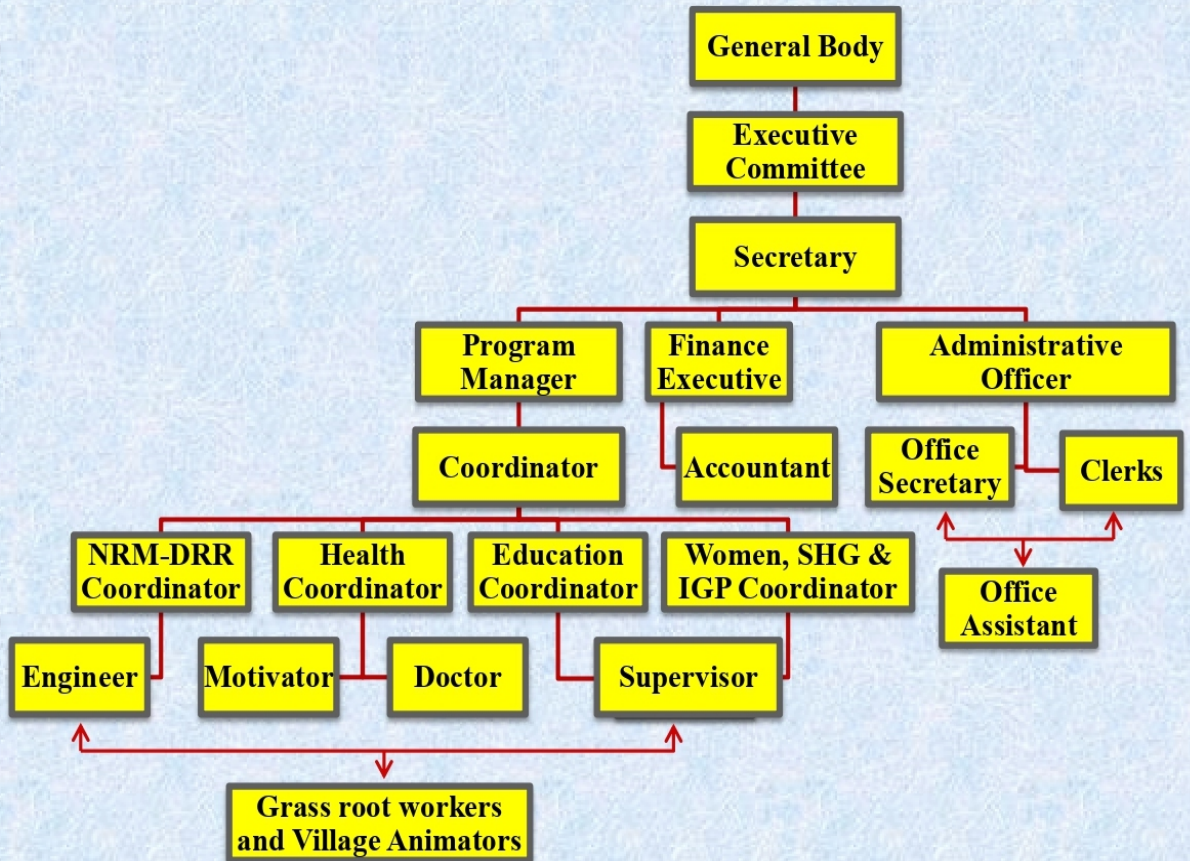 General Body
Executive
Committee
Secretary
Program
Manager
Finance
Executive
Administrative
Officer
Coordinator
Accountant
Office
Secretary
Clerks
NRM-DRR
Coordinator
Health
Coordinator
Education
Coordinator
Women, SHG &
IGP Coordinator
Office
Assistant
Engineer
Motivator
Doctor
Supervisor
Grass root workers
and Village Animators